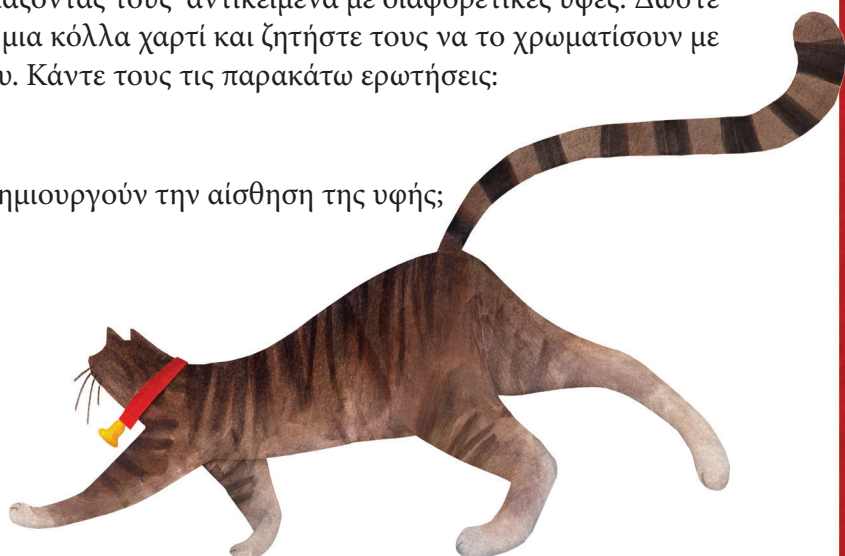 άζοντάς τους αντικείμενα με διαφορετικές υφές. Δώστε
μια κόλλα χαρτί και ζητήστε τους να το χρωματίσουν με
υ. Κάντε τους τις παρακάτω ερωτήσεις:
ημιουργούν την αίσθηση της υφής;